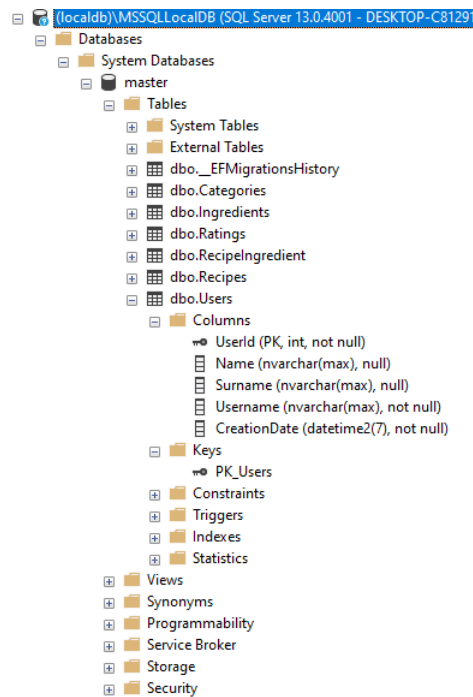 (localdb)\MSSQLLocalDB (SQL Server 13.0.4001 - DESKTOP-C81291
Databases
System Databases
master
Tables
System Tables
External Tables
dbo.__EFMigrationsHistory
dbo.Categories
dbo.Ingredients
dbo.Ratings
dbo.RecipeIngredient
dbo.Recipes
dbo.Users
Columns
UserId (PK, int, not null)
Name (nvarchar(max), null)
Surname (nvarchar(max), null)
Username (nvarchar(max), not null)
CreationDate (datetime2(7), not null)
Keys
PK_Users
Constraints
Triggers
Indexes
Statistics
Views
Synonyms
Programmability
Service Broker
Storage
Security